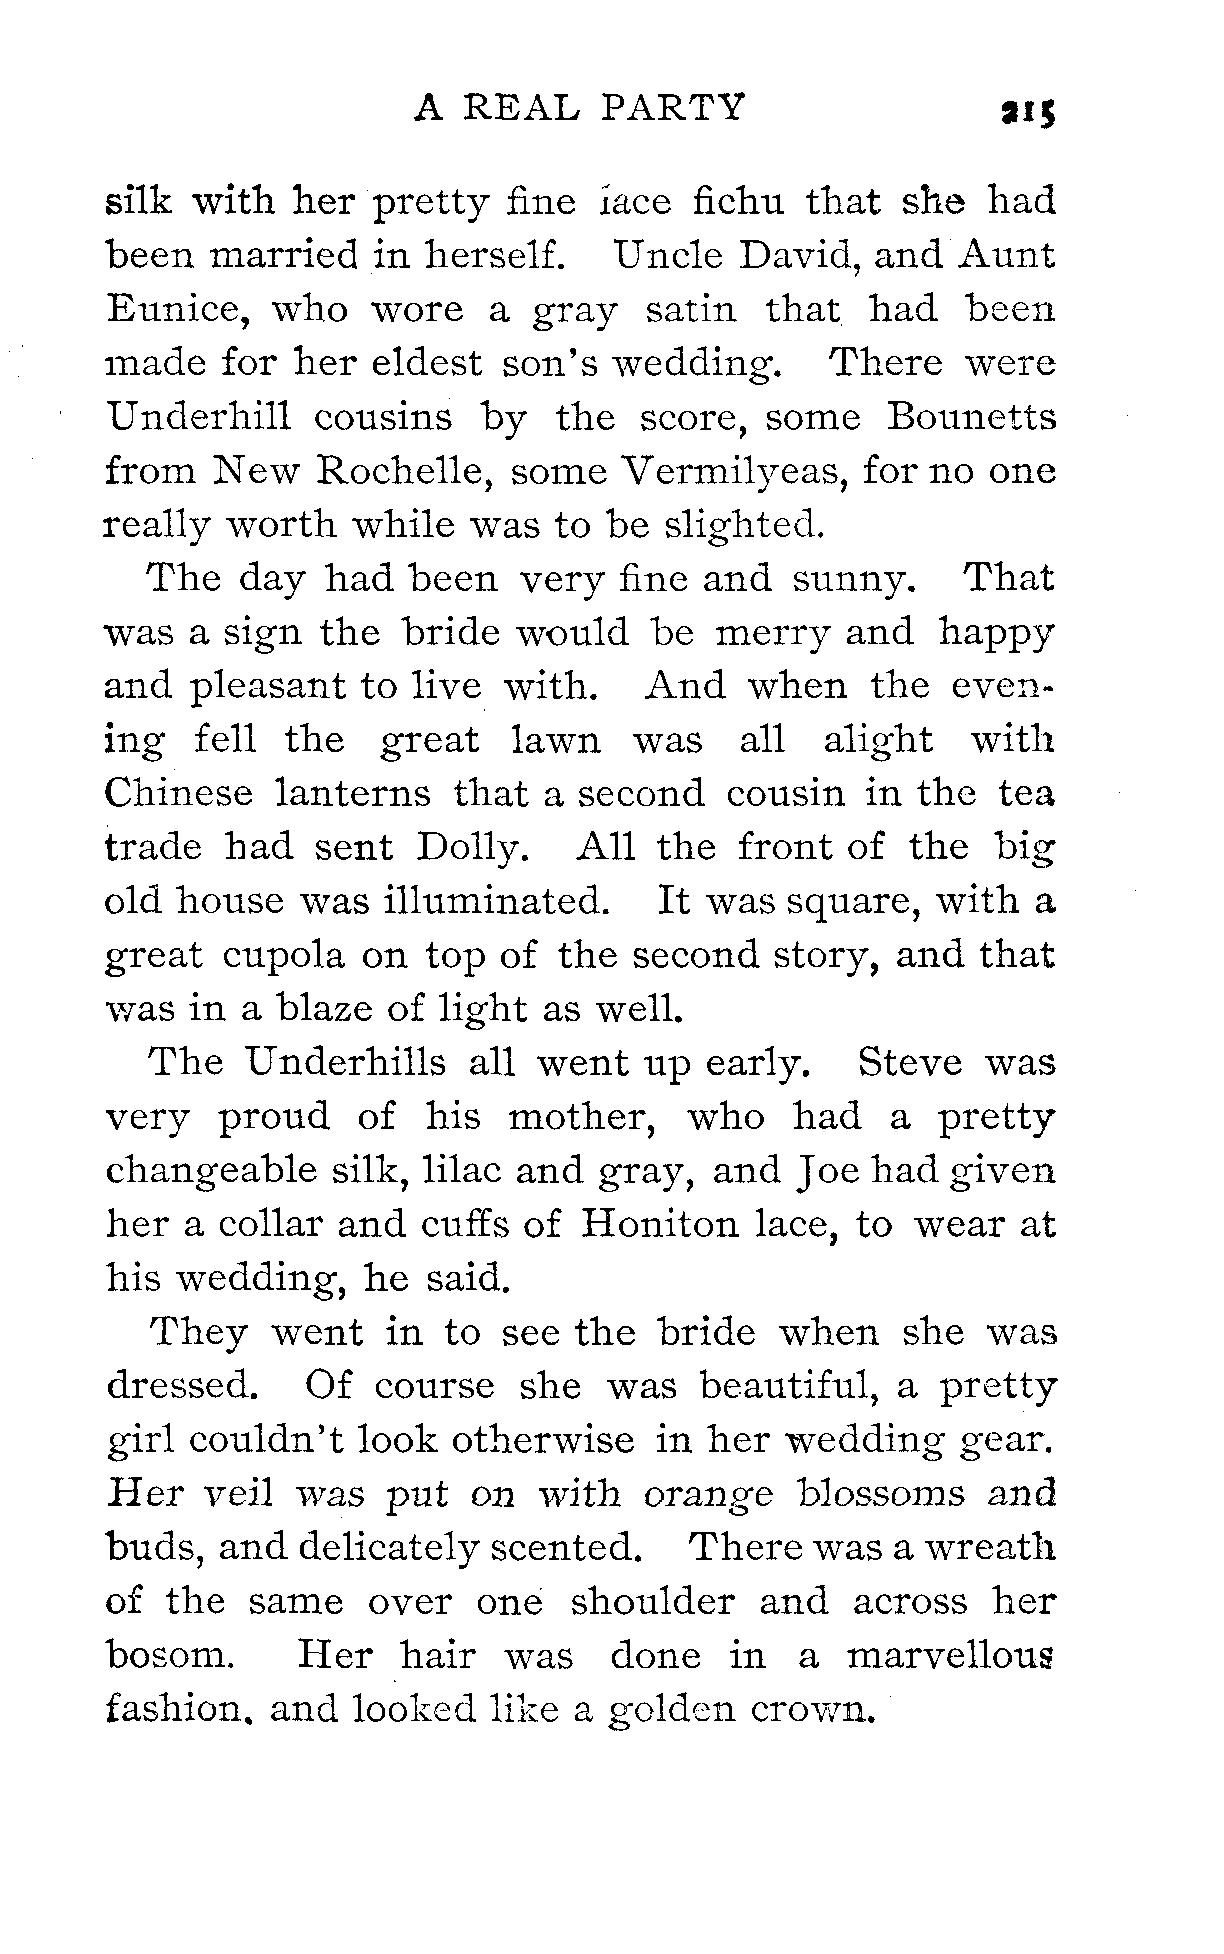 A REAL PARTY 215
silk with her pretty fine lace fichu that she had
been married in herself. Uncle David, and Aunt
Eunice, who wore a gray satin that had been
made for her eldest son's wedding. There were
Underhill cousins by the score, some Bounetts
from New Rochelle, some Vermilyeas, for no one
really worth while was to be slighted.
The day had been very fine and sunny. That
was a sign the bride would be merry and happy
and pleasant to live with. And when the even-
ing fell the great lawn was all alight with
Chinese lanterns that a second cousin in the tea
trade had sent Dolly. All the front of the big
old house was illuminated. It was square, with a
great cupola on top of the second story, and that
was in a blaze of light as well.
The Underhills all went up early. Steve was
very proud of his mother, who had a pretty
changeable silk, lilac and gray, and Joe had given
her a collar and cuffs of Honiton lace, to wear at
his wedding, he said.
They went in to see the bride when she was
dressed. Of course she was beautiful, a pretty
girl couldn't look otherwise in her wedding gear.
Her veil was put on with orange blossoms and
buds, and delicately scented. There was a wreath
of the same over one shoulder and across her
bosom. Her hair was done in a marvellous
fashion, and looked like a golden crown.